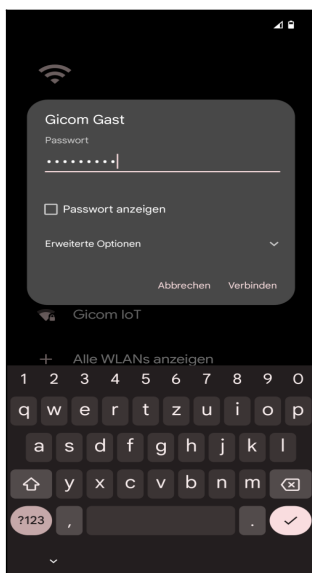 Gicom Gast
Passwort
•••••••••
Passwort anzeigen
Erweiterte Optionen
Abbrechen Verbinden
Gicom IoT
+ Alle WLANs anzeigen
1 2 3 4 5 6 7 8 9 0
q w e r t z u i o p
a s d f g h j k l
y x c v b n m
?123 , .